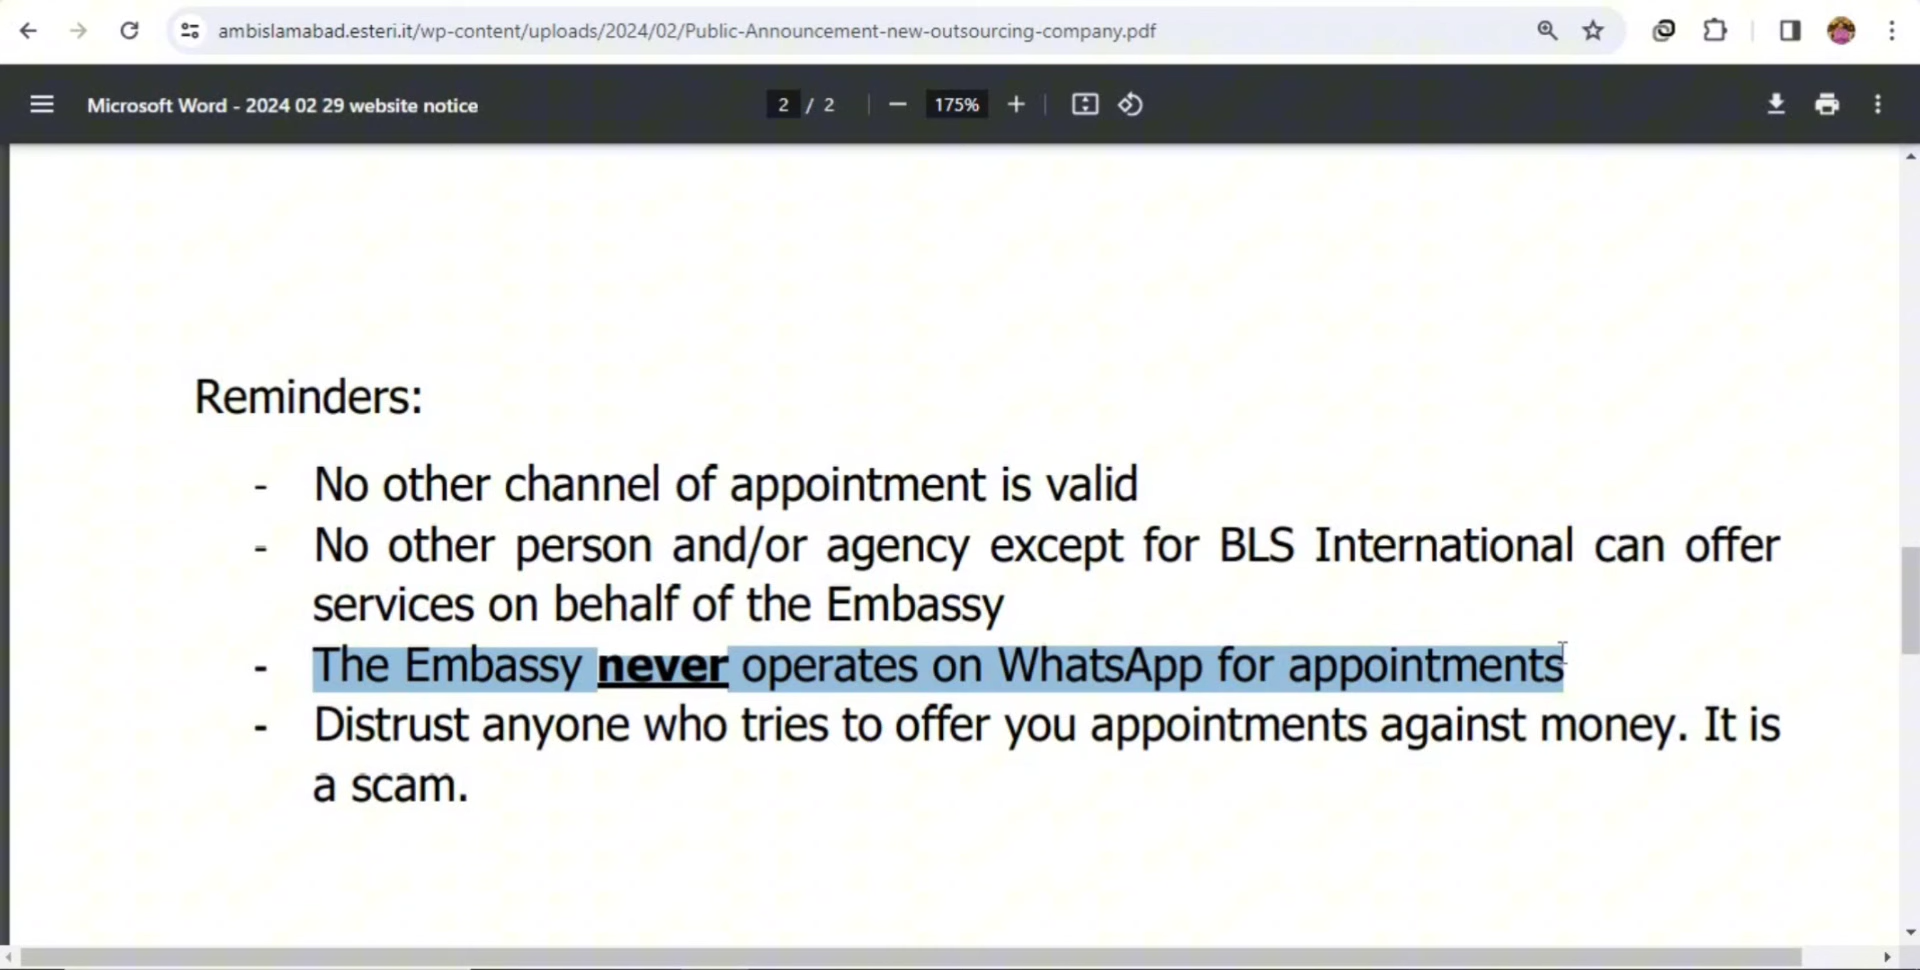 ambislamabad.esteri.it/wp-content/uploads/2024/02/Public-Announcement-new-outsourcing-company.pdf
Microsoft Word - 2024 02 29 website notice
2 / 2
175%
Reminders:
- No other channel of appointment is valid
- No other person and/or agency except for BLS International can offer
services on behalf of the Embassy
- The Embassy never operates on WhatsApp for appointments
- Distrust anyone who tries to offer you appointments against money. It is
a scam.